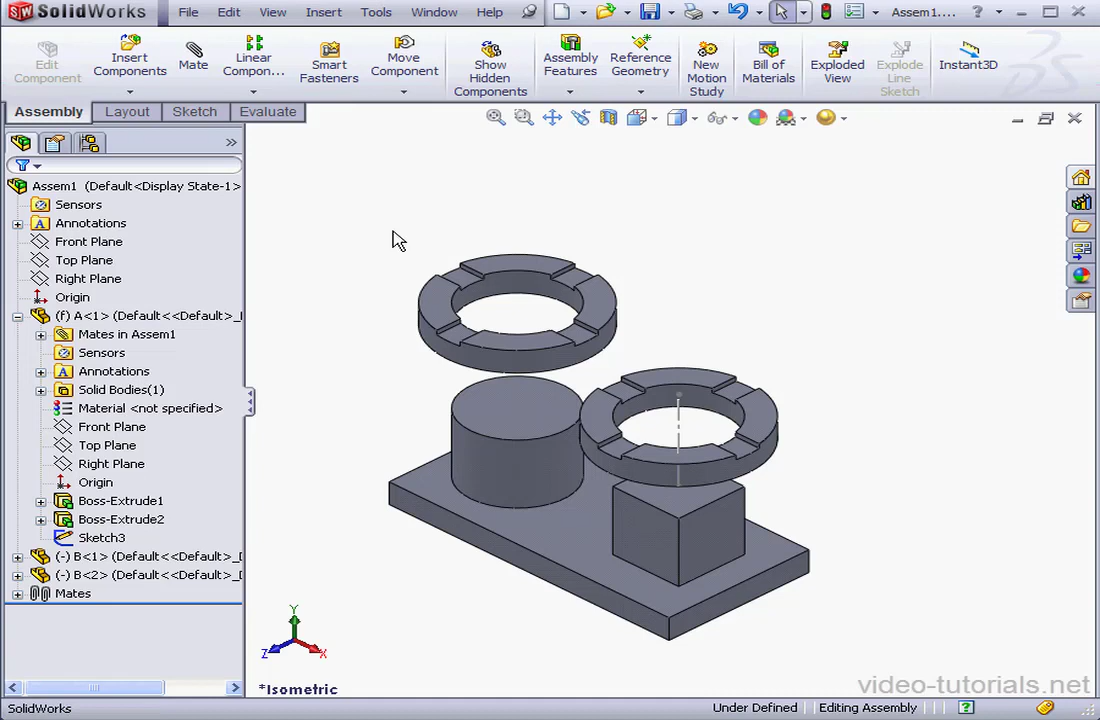 SolidWorks File Edit View Insert Tools Window Help Assem1.... ?
Edit Component
Insert Components
Mate
Linear Compon...
Smart Fasteners
Move Component
Show Hidden Components
Assembly Features
Reference Geometry
New Motion Study
Bill of Materials
Exploded View
Explode Line Sketch
Instant3D
Assembly Layout Sketch Evaluate
Assem1 (Default<Display State-1>
Sensors
Annotations
Front Plane
Top Plane
Right Plane
Origin
(f) A<1> (Default<<Default>_
Mates in Assem1
Sensors
Annotations
Solid Bodies(1)
Material <not specified>
Front Plane
Top Plane
Right Plane
Origin
Boss-Extrude1
Boss-Extrude2
Sketch3
(-) B<1> (Default<<Default>_
(-) B<2> (Default<<Default>_
Mates
Y
Z
X
*Isometric
video-tutorials.net
SolidWorks Under Defined Editing Assembly ?